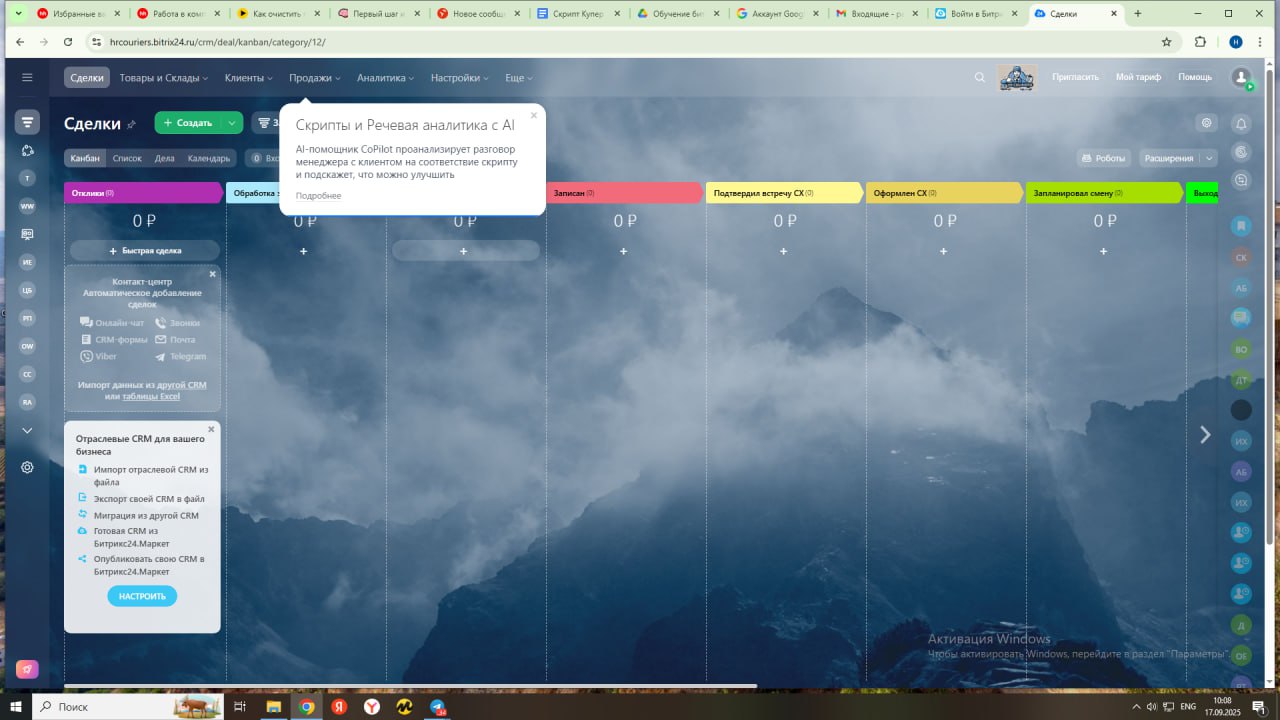 Избранные ва
Работа в комп
Как очистить г
Первый шаг и
Новое сообщ
Скрипт Купер
Обучение бит
Аккаунт Goog
Входящие - p
Войти в Битри
Сделки
hrcouriers.bitrix24.ru/crm/deal/kanban/category/12/
Н
Сделки Товары и Склады Клиенты Продажи Аналитика Настройки Еще
Пригласить Мой тариф Помощь
Сделки + Создать
Скрипты и Речевая аналитика с AI
AI-помощник CoPilot проанализирует разговор
менеджера с клиентом на соответствие скрипту
и подскажет, что можно улучшить
Подробнее
Канбан Список Дела Календарь 0 Вхо
Роботы Расширения
Отклики (0)
Обработка з
Записан (0)
Подтвердил встречу СХ (0)
Оформлен СХ (0)
Запланировал смену (0)
Выход
0 ₽ 0 ₽ 0 ₽ 0 ₽ 0 ₽ 0 ₽ 0 ₽
+ Быстрая сделка + + + + + +
Контакт-центр
Автоматическое добавление
сделок
Онлайн-чат Звонки
CRM-формы Почта
Viber Telegram
Импорт данных из другой CRM
или таблицы Excel
Отраслевые CRM для вашего
бизнеса
Импорт отраслевой CRM из
файла
Экспорт своей CRM в файл
Миграция из другой CRM
Готовая CRM из
Битрикс24.Маркет
Опубликовать свою CRM в
Битрикс24.Маркет
НАСТРОИТЬ
Т
WW
ИЕ
ЦБ
РП
OW
СС
RA
СК
АБ
ВО
ДТ
ИХ
АБ
ИХ
Д
ОЕ
Активация Windows
Чтобы активировать Windows, перейдите в раздел "Параметры".
Поиск
ENG
10:08
17.09.2025